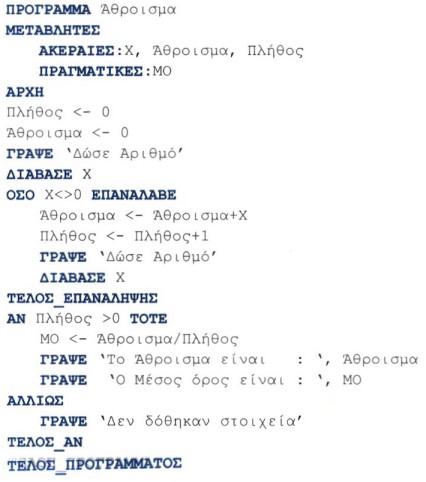 ΠΡΟΓΡΑΜΜΑ Άθροισμα
ΜΕΤΑΒΛΗΤΕΣ
ΑΚΕΡΑΙΕΣ:Χ, Άθροισμα, Πλήθος
ΠΡΑΓΜΑΤΙΚΕΣ:ΜΟ
ΑΡΧΗ
Πλήθος <- 0
Άθροισμα <- 0
ΓΡΑΨΕ ‘Δώσε Αριθμό’
ΔΙΑΒΑΣΕ Χ
ΟΣΟ Χ<>0 ΕΠΑΝΑΛΑΒΕ
Άθροισμα <- Άθροισμα+Χ
Πλήθος <- Πλήθος+1
ΓΡΑΨΕ ‘Δώσε Αριθμό’
ΔΙΑΒΑΣΕ Χ
ΤΕΛΟΣ_ΕΠΑΝΑΛΗΨΗΣ
ΑΝ Πλήθος >0 ΤΟΤΕ
ΜΟ <- Άθροισμα/Πλήθος
ΓΡΑΨΕ ‘Το Άθροισμα είναι : ‘, Άθροισμα
ΓΡΑΨΕ ‘Ο Μέσος όρος είναι : ‘, ΜΟ
ΑΛΛΙΩΣ
ΓΡΑΨΕ ‘Δεν δόθηκαν στοιχεία’
ΤΕΛΟΣ_ΑΝ
ΤΕΛΟΣ_ΠΡΟΓΡΑΜΜΑΤΟΣ